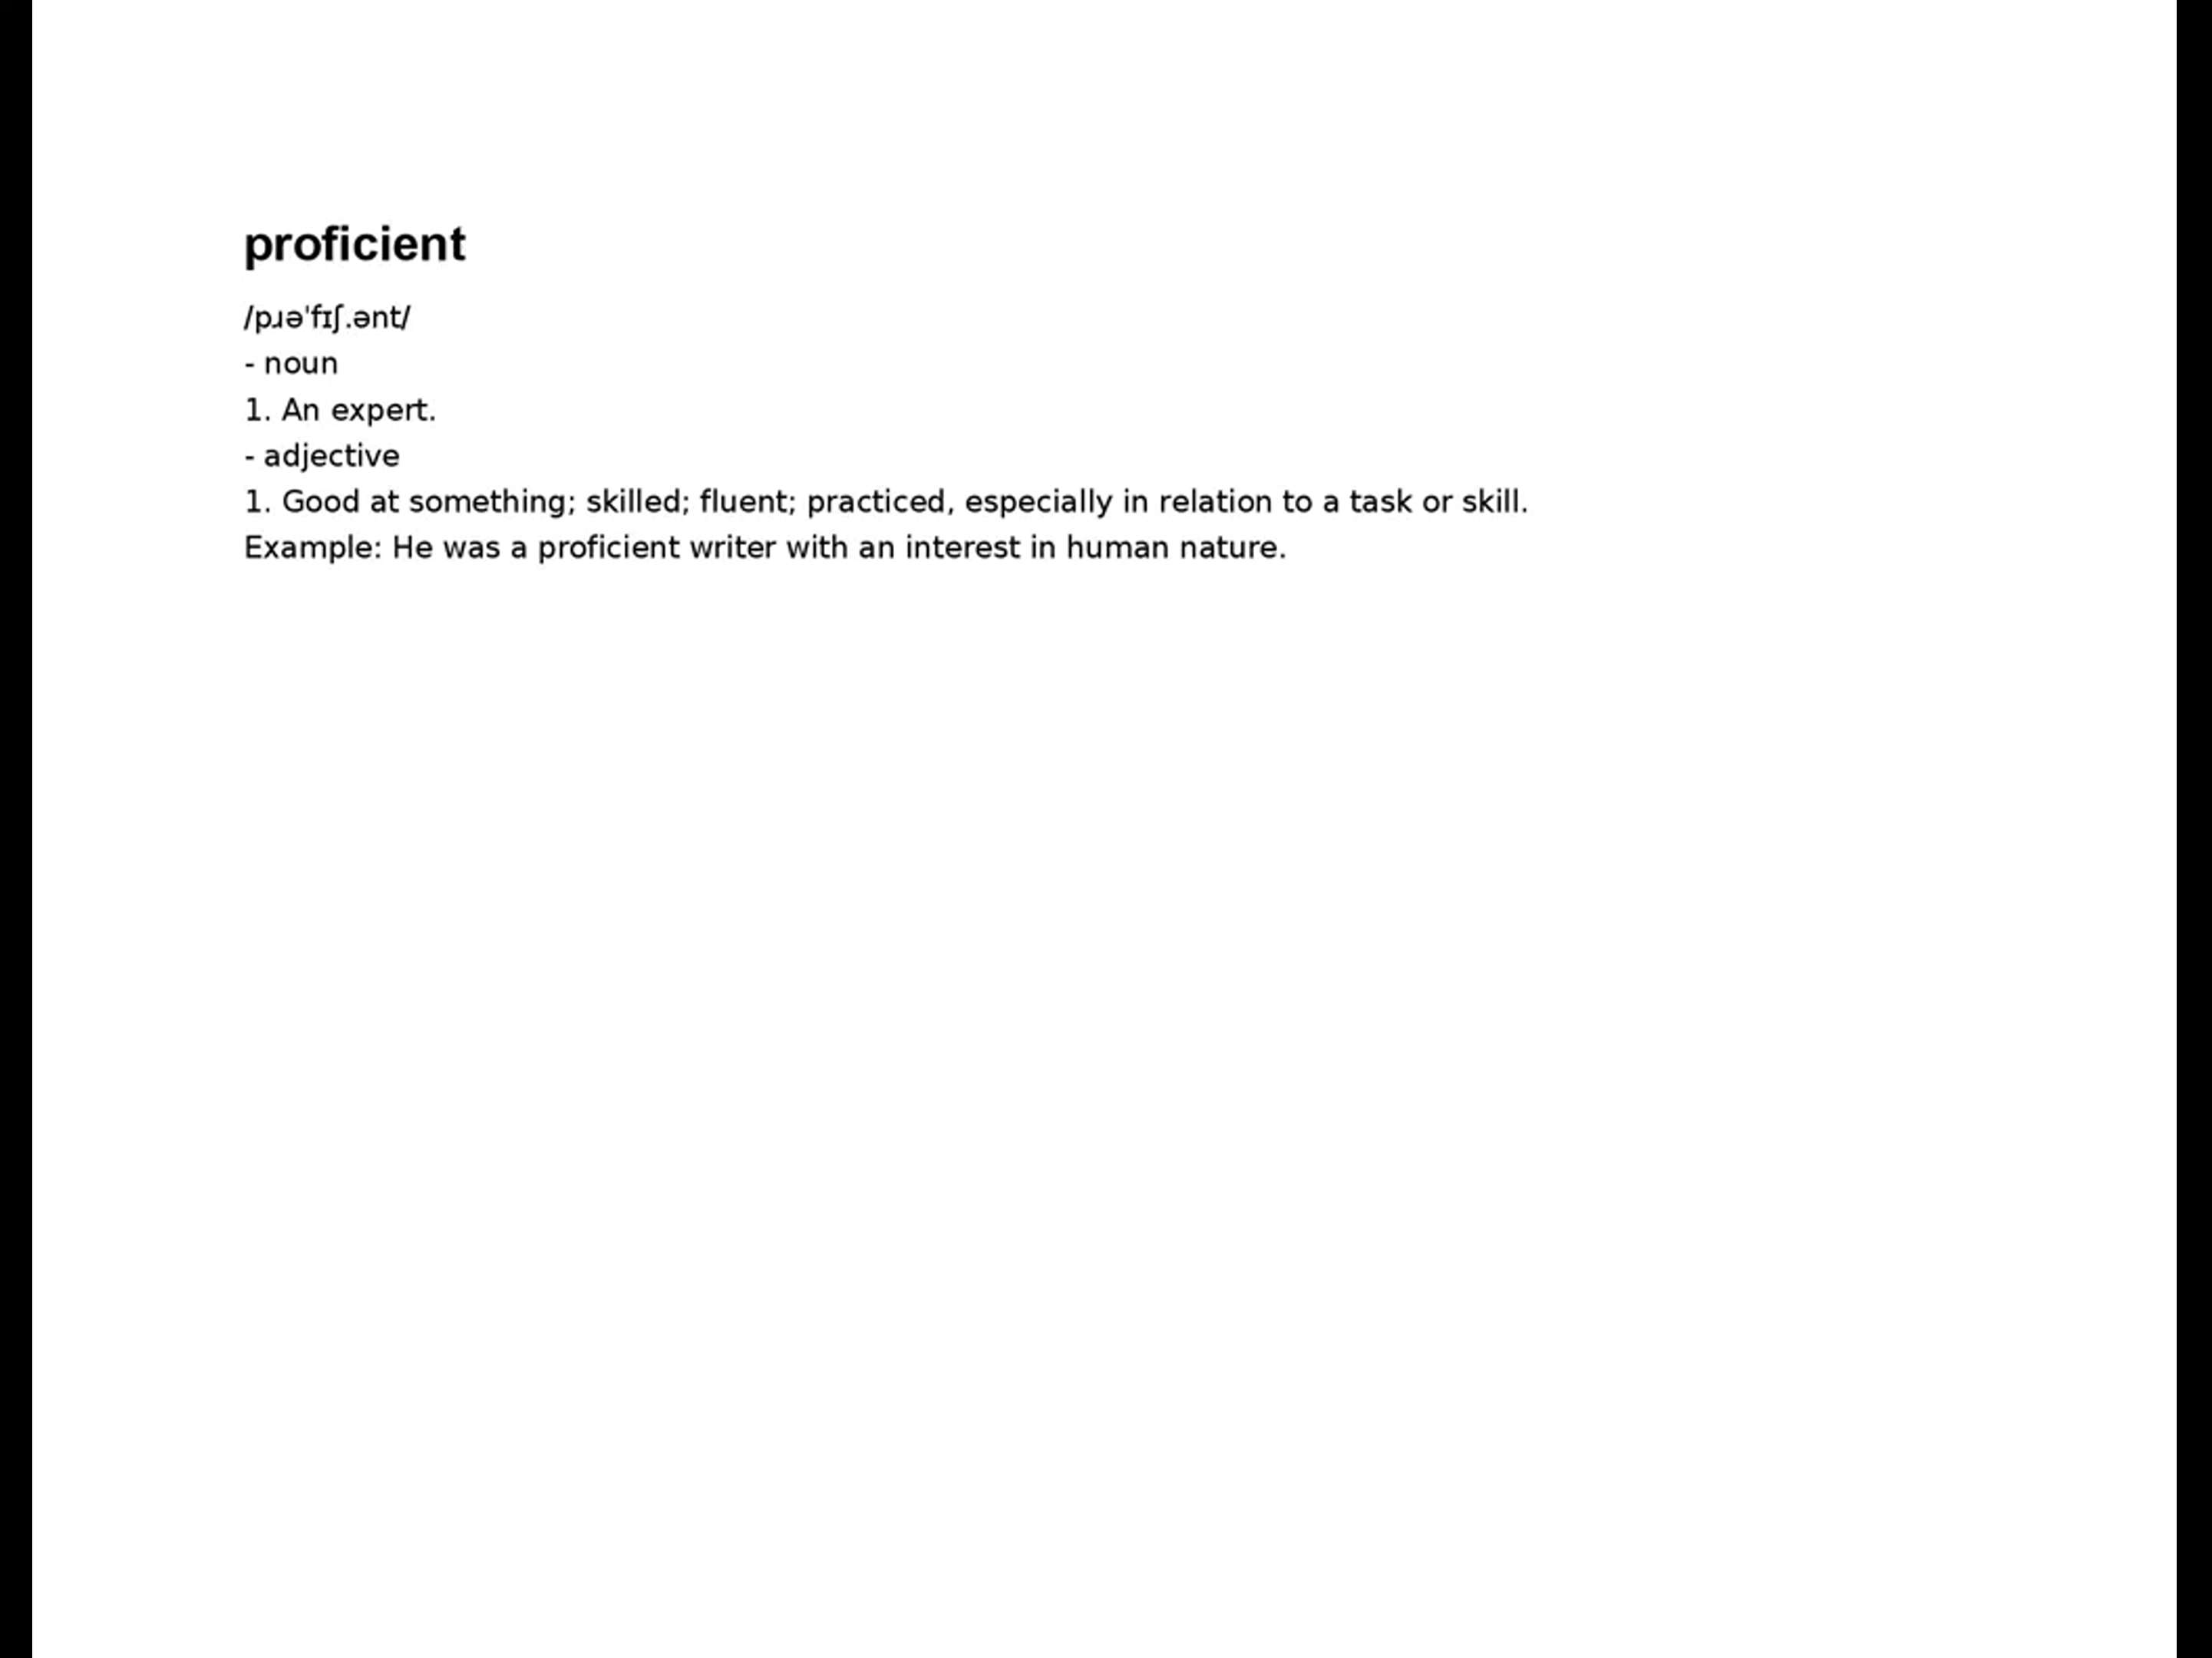 proficient
/pɹəˈfɪʃ.ənt/
- noun
1. An expert.
- adjective
1. Good at something; skilled; fluent; practiced, especially in relation to a task or skill.
Example: He was a proficient writer with an interest in human nature.